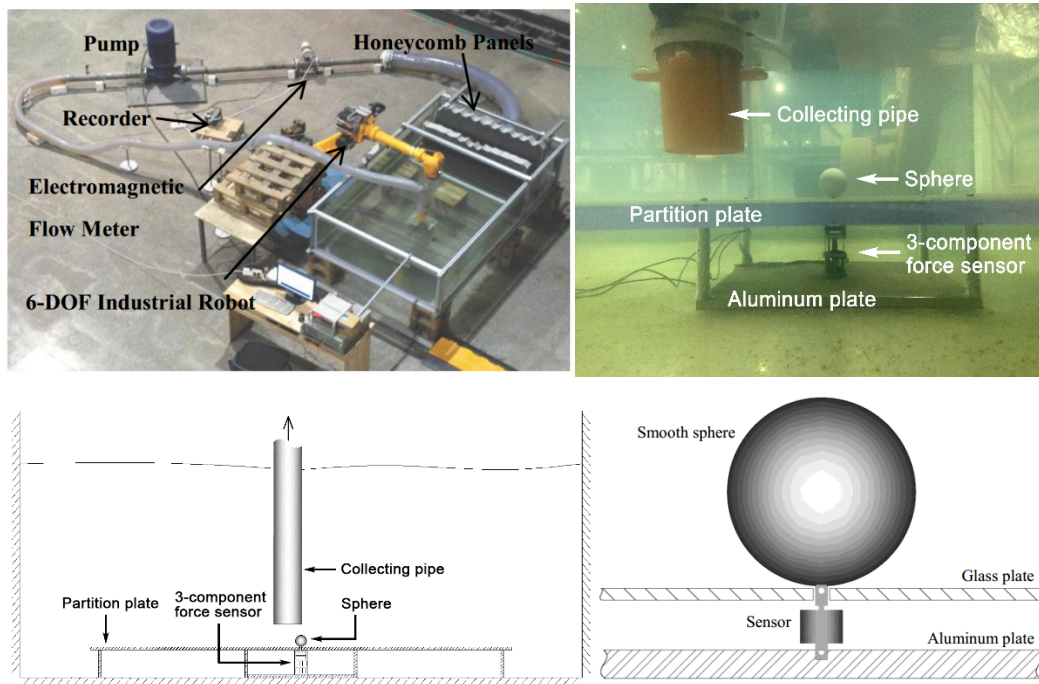 Pump
Honeycomb Panels
Recorder
Electromagnetic
Flow Meter
6-DOF Industrial Robot
Collecting pipe
Sphere
Partition plate
3-component
force sensor
Aluminum plate
Collecting pipe
Partition plate
3-component
force sensor
Sphere
Smooth sphere
Glass plate
Sensor
Aluminum plate